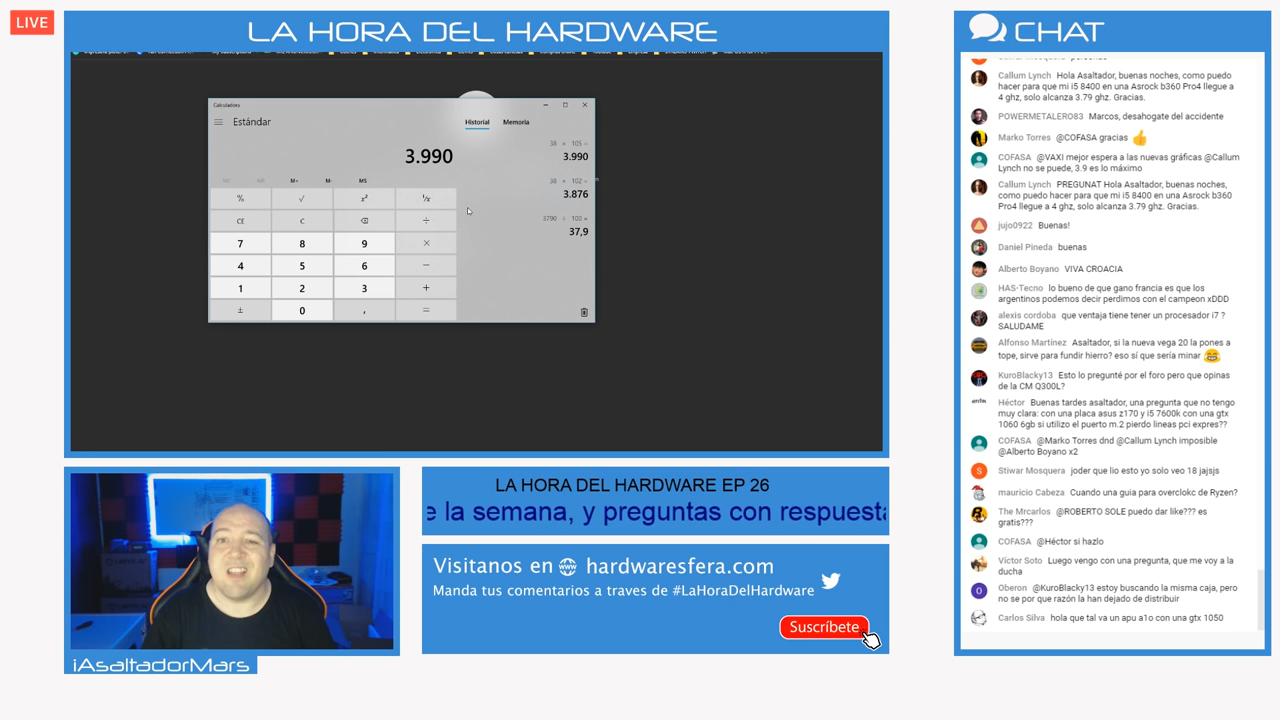 LIVE
LA HORA DEL HARDWARE
Calculadora
Estándar
Historial
Memoria
3.990
38 × 105 =
3.990
38 × 102 =
3.876
3790 ÷ 100 =
37,9
MC MR M+ M- MS
% √ x² ¹/x
CE C ⌫ ÷
7 8 9 ×
4 5 6 −
1 2 3 +
± 0 , =
iAsaltadorMars
LA HORA DEL HARDWARE EP 26
e la semana, y preguntas con respuesta
Visitanos en hardwaresfera.com
Manda tus comentarios a traves de #LaHoraDelHardware
Suscríbete
CHAT
Callum Lynch Hola Asaltador, buenas noches, como puedo
hacer para que mi i5 8400 en una Asrock b360 Pro4 llegue a
4 ghz, solo alcanza 3.79 ghz. Gracias.
POWERMETALERO83 Marcos, desahogate del accidente
Marko Torres @COFASA gracias 👍
COFASA @VAXI mejor espera a las nuevas gráficas @Callum
Lynch no se puede, 3.9 es lo máximo
Callum Lynch PREGUNAT Hola Asaltador, buenas noches,
como puedo hacer para que mi i5 8400 en una Asrock b360
Pro4 llegue a 4 ghz, solo alcanza 3.79 ghz. Gracias.
jujo0922 Buenas!
Daniel Pineda buenas
Alberto Boyano VIVA CROACIA
HAS-Tecno lo bueno de que gano francia es que los
argentinos podemos decir perdimos con el campeon xDDD
alexis cordoba que ventaja tiene tener un procesador i7 ?
SALUDAME
Alfonso Martínez Asaltador, si la nueva vega 20 la pones a
tope, sirve para fundir hierro? eso sí que sería minar 😂
KuroBlacky13 Esto lo pregunté por el foro pero que opinas
de la CM Q300L?
Héctor Buenas tardes asaltador, una pregunta que no tengo
muy clara: con una placa asus z170 y i5 7600k con una gtx
1060 6gb si utilizo el puerto m.2 pierdo lineas pci expres??
COFASA @Marko Torres dnd @Callum Lynch imposible
@Alberto Boyano x2
Stiwar Mosquera joder que lio esto yo solo veo 18 jajsjs
mauricio Cabeza Cuando una guia para overclokc de Ryzen?
The Mrcarlos @ROBERTO SOLE puedo dar like??? es
gratis???
COFASA @Héctor si hazlo
Víctor Soto Luego vengo con una pregunta, que me voy a la
ducha
Oberon @KuroBlacky13 estoy buscando la misma caja, pero
no se por que razón la han dejado de distribuir
Carlos Silva hola que tal va un apu a1o con una gtx 1050